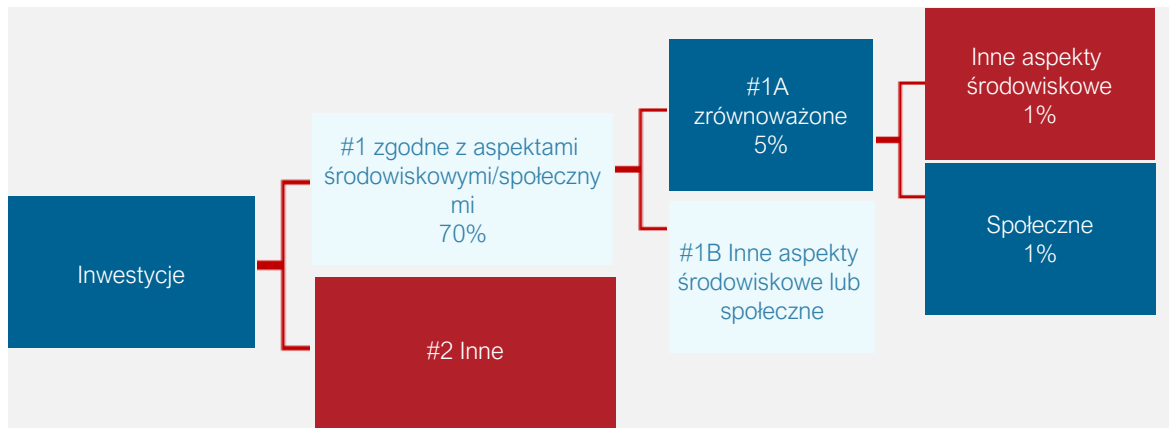 Inwestycje
#1 zgodne z aspektami
środowiskowymi/społeczny
mi
70%
#2 Inne
#1A
zrównoważone
5%
#1B Inne aspekty
środowiskowe lub
społeczne
Inne aspekty
środowiskowe
1%
Społeczne
1%